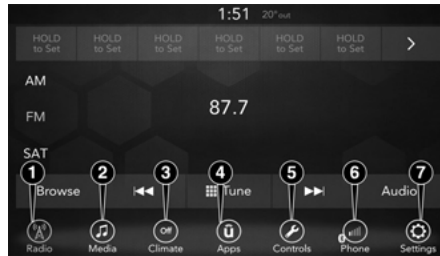 1:51 20°out
HOLD to Set HOLD to Set HOLD to Set HOLD to Set HOLD to Set HOLD to Set >
AM
87.7
FM
SAT
1 2 3 4 5 6 7
Browse Tune Audio
Off ū
Radio Media Climate Apps Controls Phone Settings